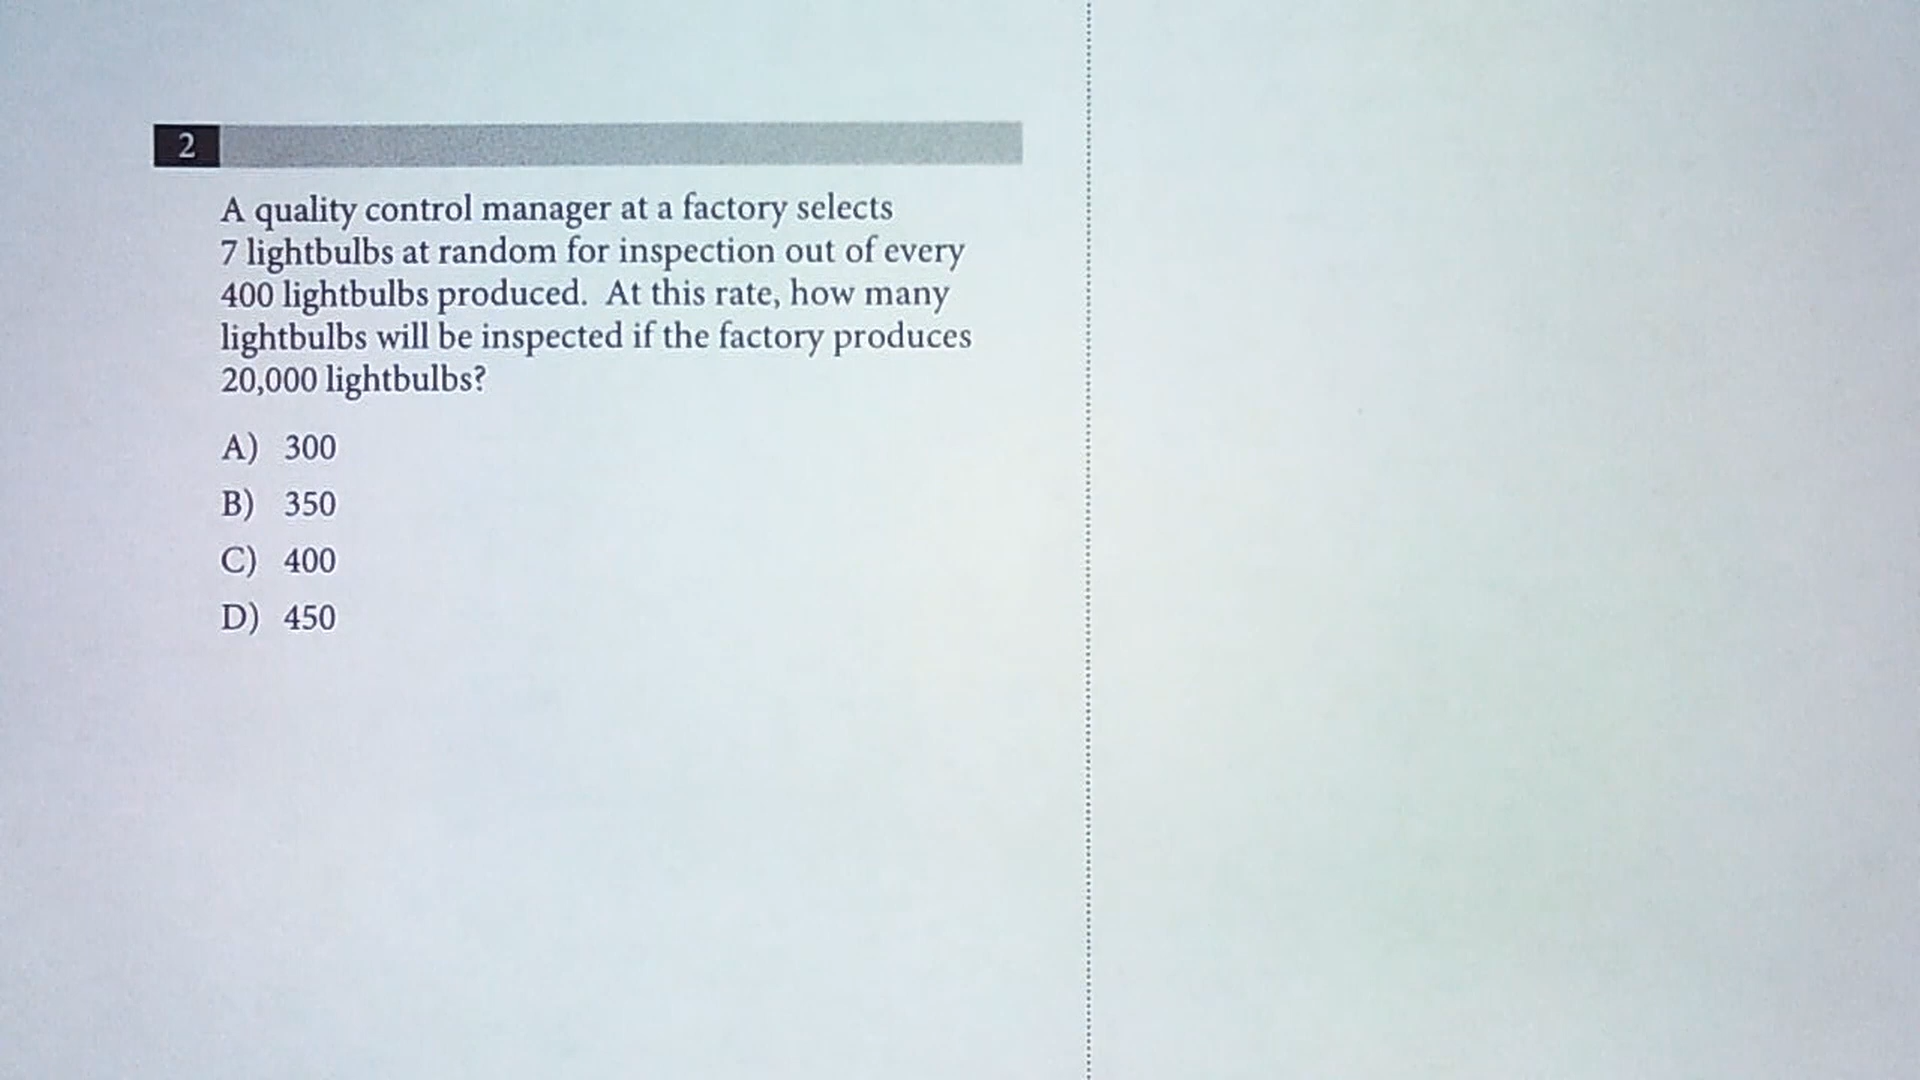 2
A quality control manager at a factory selects
7 lightbulbs at random for inspection out of every
400 lightbulbs produced.  At this rate, how many
lightbulbs will be inspected if the factory produces
20,000 lightbulbs?
A) 300
B) 350
C) 400
D) 450